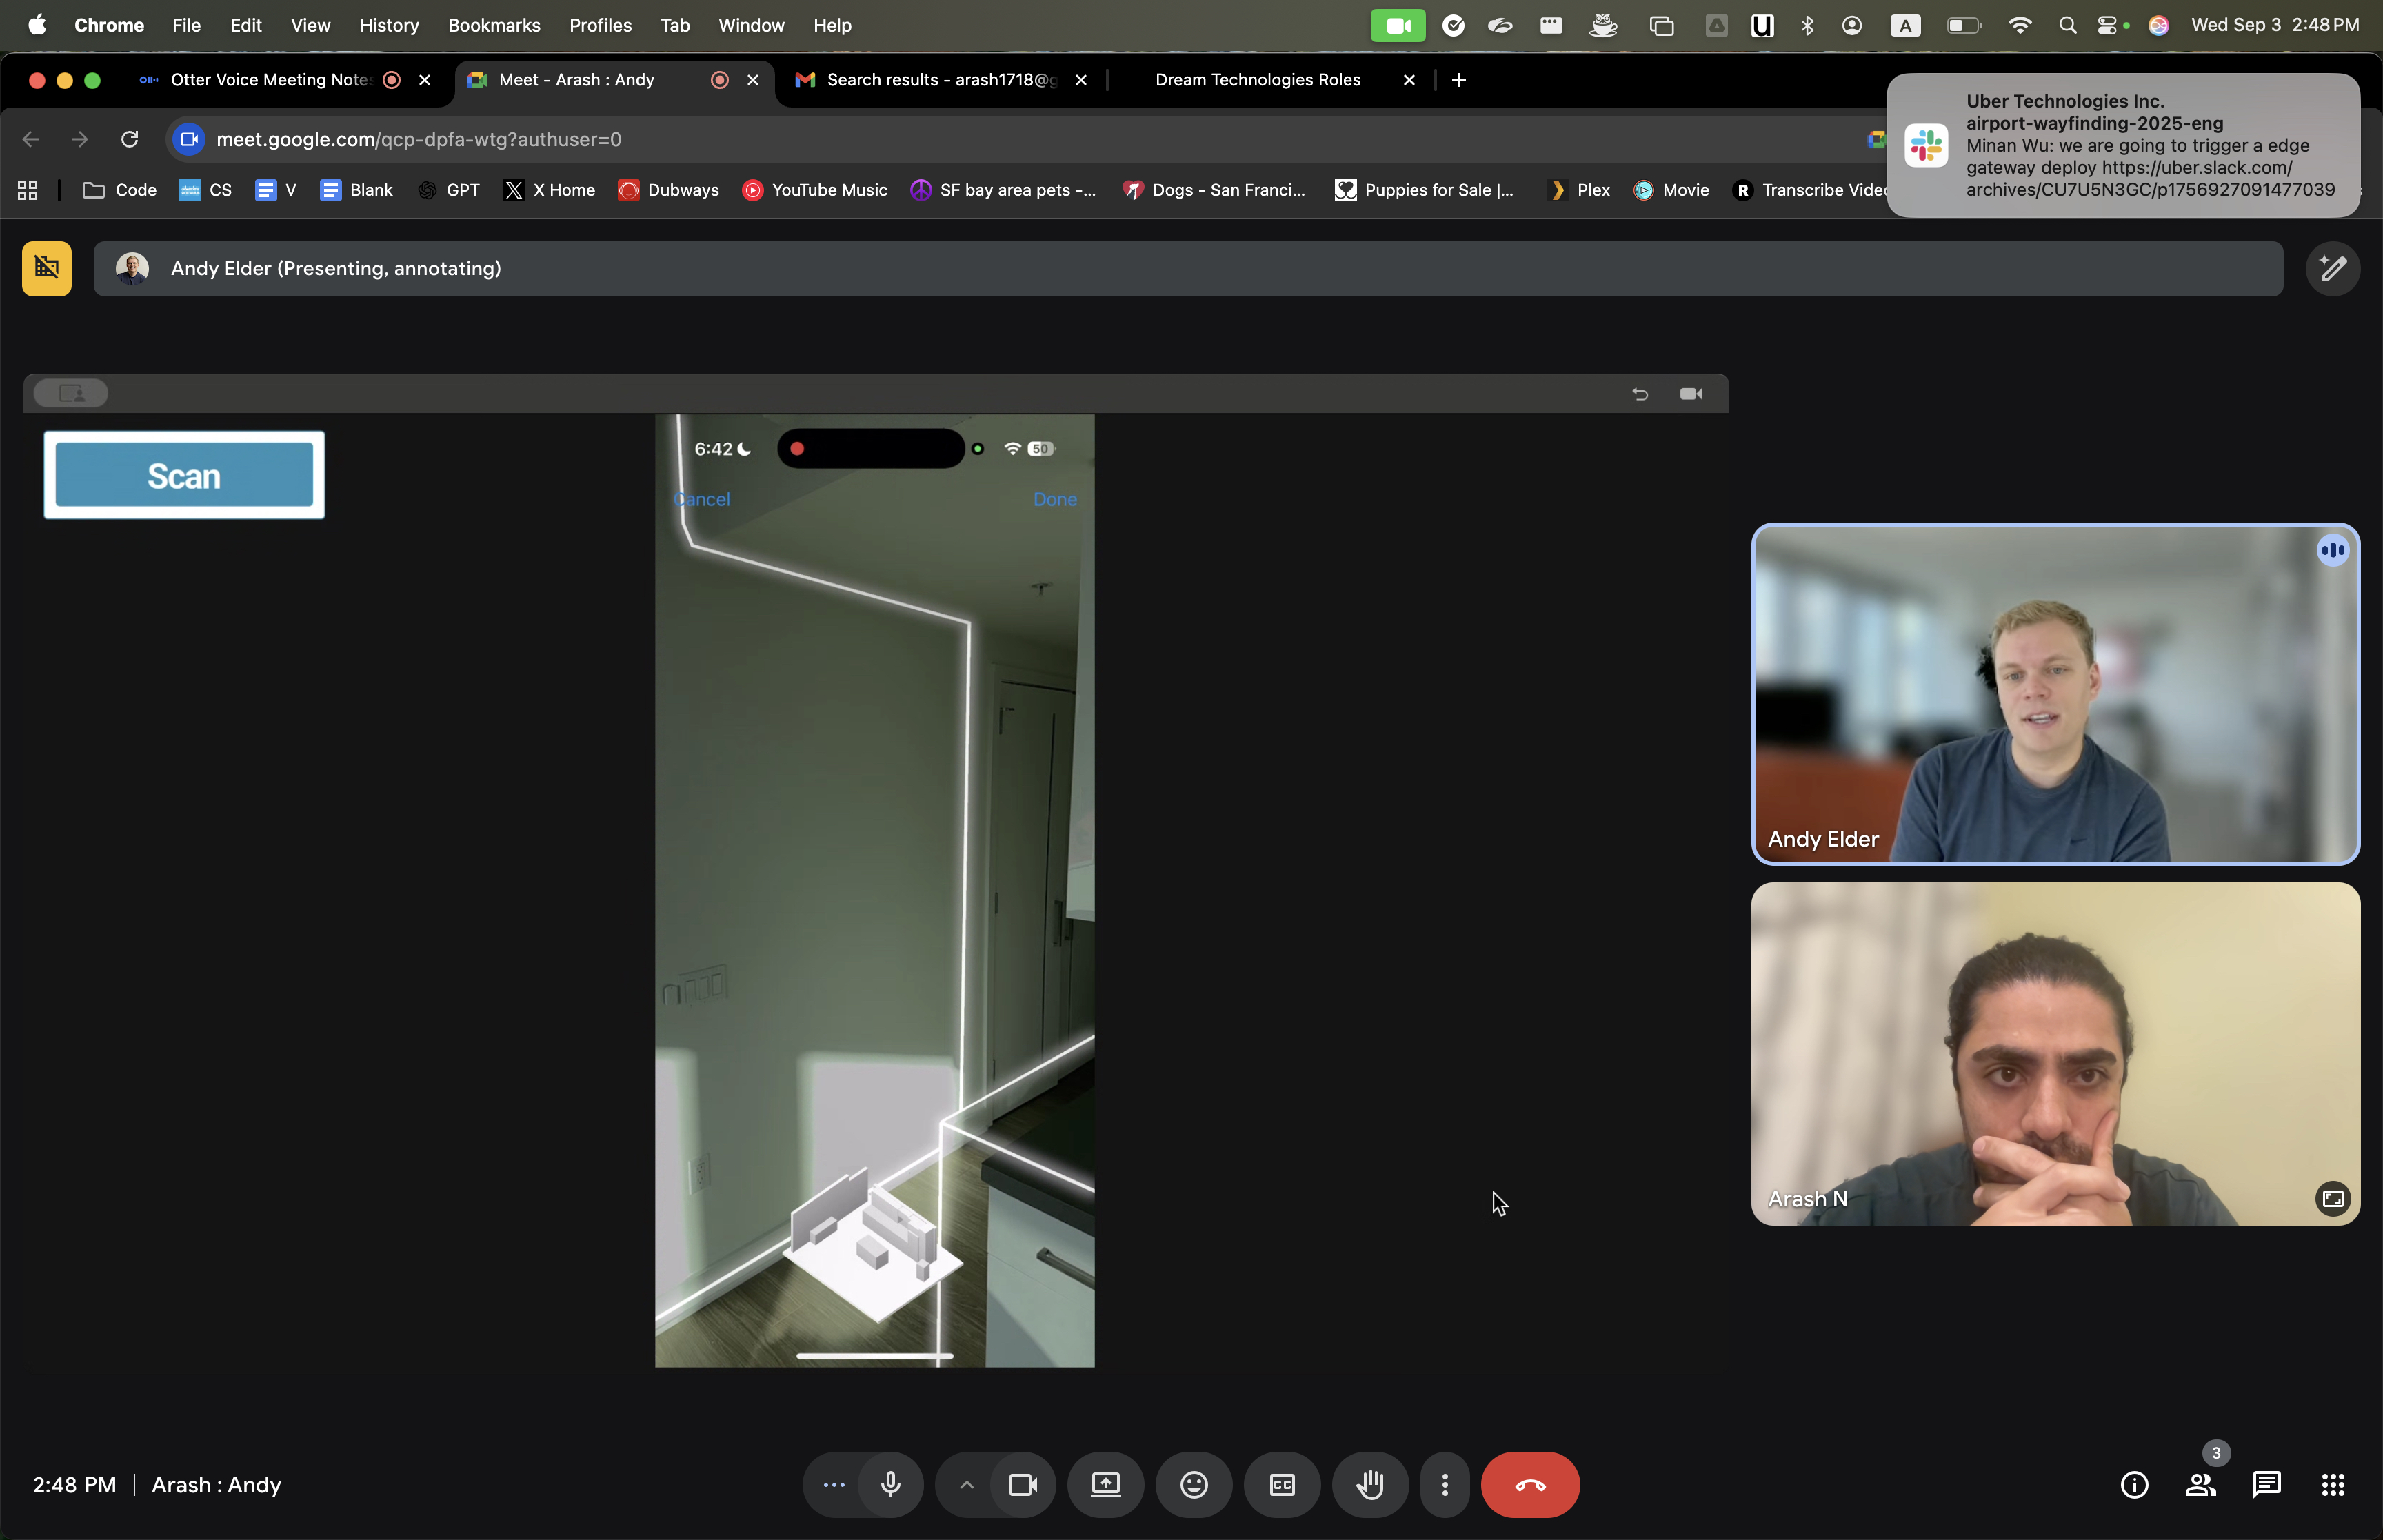 Chrome File Edit View History Bookmarks Profiles Tab Window Help A Wed Sep 3 2:48 PM
Otter Voice Meeting Notes Meet - Arash : Andy Search results - arash1718@g Dream Technologies Roles
meet.google.com/qcp-dpfa-wtg?authuser=0
Code CS V Blank GPT X Home Dubways YouTube Music SF bay area pets -... Dogs - San Franci... Puppies for Sale |... Plex Movie Transcribe Video
Uber Technologies Inc.
airport-wayfinding-2025-eng
Minan Wu: we are going to trigger a edge
gateway deploy https://uber.slack.com/
archives/CU7U5N3GC/p1756927091477039
Andy Elder (Presenting, annotating)
Scan
6:42 50
Cancel Done
Andy Elder
Arash N
2:48 PM Arash : Andy
CC
3